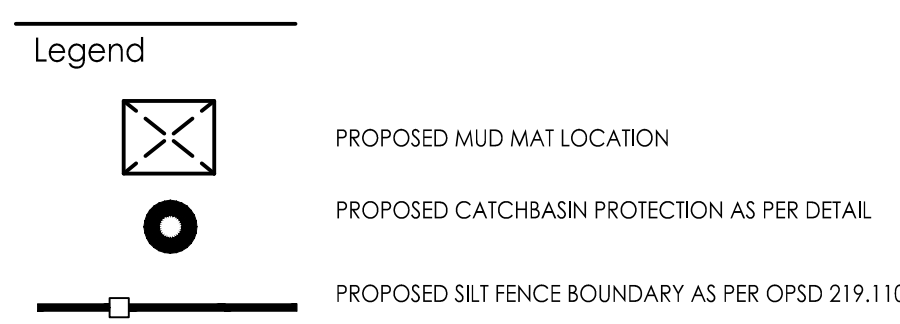 Legend
PROPOSED MUD MAT LOCATION
PROPOSED CATCHBASIN PROTECTION AS PER DETAIL
PROPOSED SILT FENCE BOUNDARY AS PER OPSD 219.110